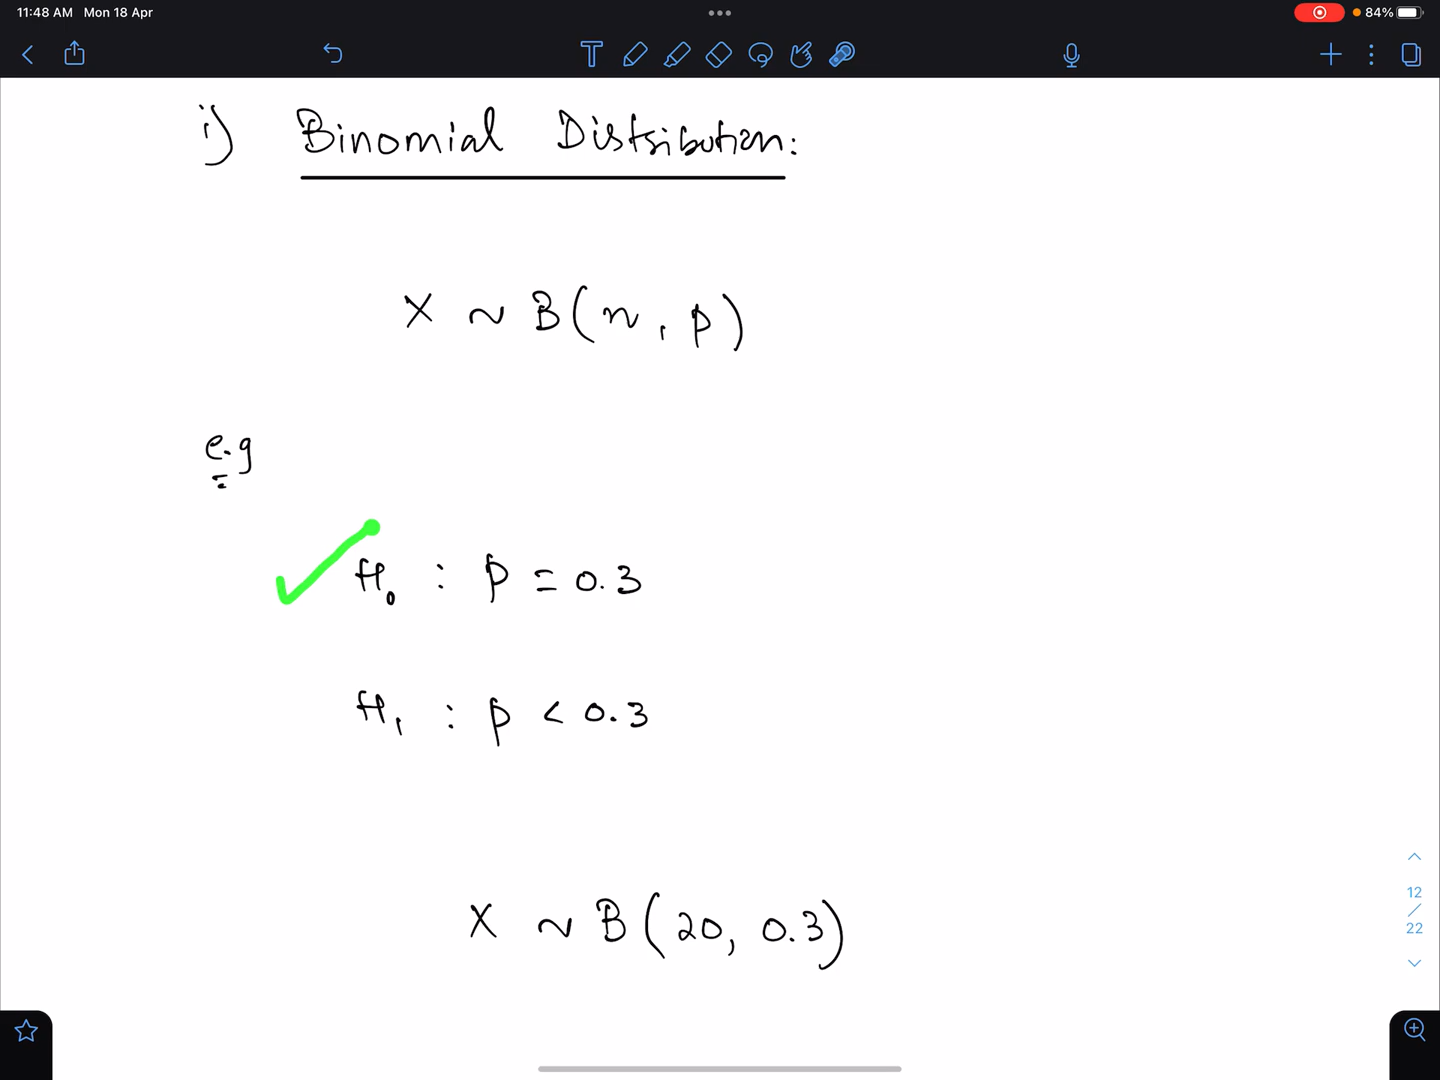 11:48 AM Mon 18 Apr
84%
i) Binomial Distribution:
X ~ B(n, p)
e.g
H₀ : p = 0.3
H₁ : p < 0.3
X ~ B(20, 0.3)
12
/
22